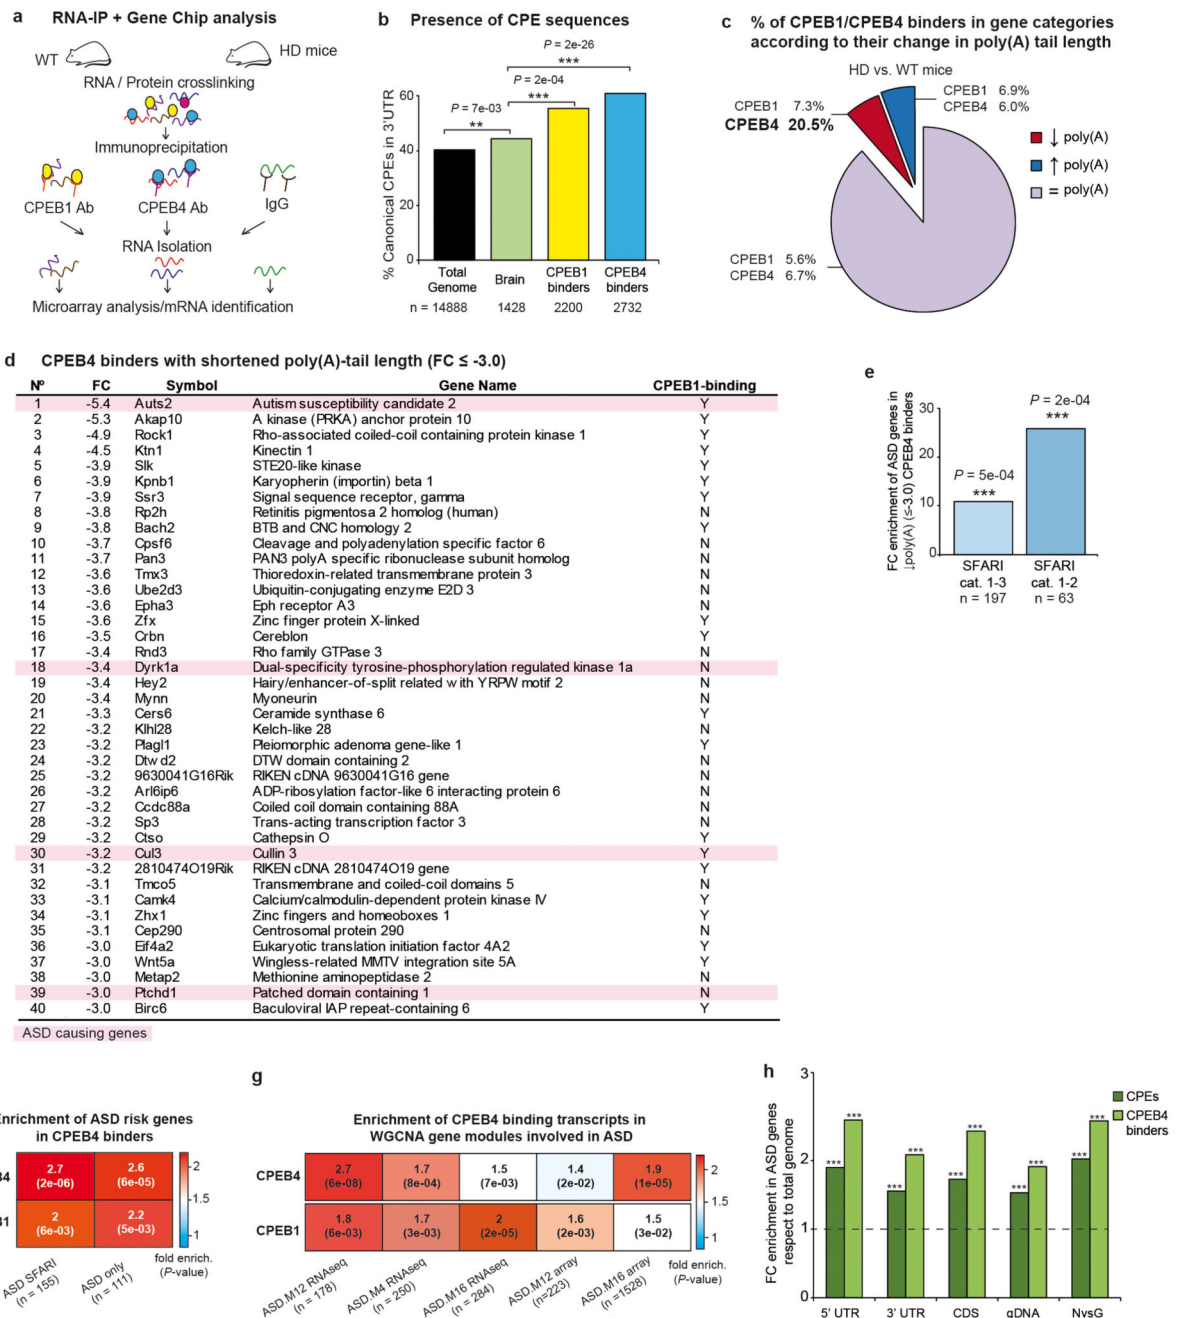 a RNA-IP + Gene Chip analysis
WT
HD mice
RNA / Protein crosslinking
Immunoprecipitation
CPEB1 Ab
CPEB4 Ab
IgG
RNA Isolation
Microarray analysis/mRNA identification
b Presence of CPE sequences
P = 2e-26
***
P = 2e-04
***
P = 7e-03
**
% Canonical CPEs in 3'UTR
60
40
20
0
Total Genome
Brain
CPEB1 binders
CPEB4 binders
n = 14888 1428 2200 2732
c % of CPEB1/CPEB4 binders in gene categories
according to their change in poly(A) tail length
HD vs. WT mice
CPEB1 7.3%
CPEB4 20.5%
CPEB1 6.9%
CPEB4 6.0%
↓ poly(A)
↑ poly(A)
= poly(A)
CPEB1 5.6%
CPEB4 6.7%
d CPEB4 binders with shortened poly(A)-tail length (FC ≤ -3.0)
Nº FC Symbol Gene Name CPEB1-binding
1 -5.4 Auts2 Autism susceptibility candidate 2 Y
2 -5.3 Akap10 A kinase (PRKA) anchor protein 10 Y
3 -4.9 Rock1 Rho-associated coiled-coil containing protein kinase 1 Y
4 -4.5 Ktn1 Kinectin 1 Y
5 -3.9 Slk STE20-like kinase Y
6 -3.9 Kpnb1 Karyopherin (importin) beta 1 Y
7 -3.9 Ssr3 Signal sequence receptor, gamma Y
8 -3.8 Rp2h Retinitis pigmentosa 2 homolog (human) N
9 -3.8 Bach2 BTB and CNC homology 2 Y
10 -3.7 Cpsf6 Cleavage and polyadenylation specific factor 6 N
11 -3.7 Pan3 PAN3 polyA specific ribonuclease subunit homolog N
12 -3.6 Tmx3 Thioredoxin-related transmembrane protein 3 N
13 -3.6 Ube2d3 Ubiquitin-conjugating enzyme E2D 3 N
14 -3.6 Epha3 Eph receptor A3 N
15 -3.6 Zfx Zinc finger protein X-linked Y
16 -3.5 Crbn Cereblon Y
17 -3.4 Rnd3 Rho family GTPase 3 N
18 -3.4 Dyrk1a Dual-specificity tyrosine-phosphorylation regulated kinase 1a N
19 -3.4 Hey2 Hairy/enhancer-of-split related with YRPW motif 2 N
20 -3.4 Mynn Myoneurin N
21 -3.3 Cers6 Ceramide synthase 6 Y
22 -3.2 Klhl28 Kelch-like 28 N
23 -3.2 Plagl1 Pleiomorphic adenoma gene-like 1 Y
24 -3.2 Dtwd2 DTW domain containing 2 N
25 -3.2 9630041G16Rik RIKEN cDNA 9630041G16 gene N
26 -3.2 Arl6ip6 ADP-ribosylation factor-like 6 interacting protein 6 N
27 -3.2 Ccdc88a Coiled coil domain containing 88A N
28 -3.2 Sp3 Trans-acting transcription factor 3 N
29 -3.2 Ctso Cathepsin O Y
30 -3.2 Cul3 Cullin 3 Y
31 -3.2 2810474O19Rik RIKEN cDNA 2810474O19 gene Y
32 -3.1 Tmco5 Transmembrane and coiled-coil domains 5 N
33 -3.1 Camk4 Calcium/calmodulin-dependent protein kinase IV Y
34 -3.1 Zhx1 Zinc fingers and homeoboxes 1 Y
35 -3.1 Cep290 Centrosomal protein 290 N
36 -3.0 Eif4a2 Eukaryotic translation initiation factor 4A2 Y
37 -3.0 Wnt5a Wingless-related MMTV integration site 5A Y
38 -3.0 Metap2 Methionine aminopeptidase 2 N
39 -3.0 Ptchd1 Patched domain containing 1 N
40 -3.0 Birc6 Baculoviral IAP repeat-containing 6 Y
ASD causing genes
e
FC enrichment of ASD genes in
↓poly(A) (≤-3.0) CPEB4 binders
30
20
10
0
P = 5e-04
***
P = 2e-04
***
SFARI cat. 1-3 n = 197
SFARI cat. 1-2 n = 63
nrichment of ASD risk genes
in CPEB4 binders
34
2.7 (2e-06)
2.6 (6e-05)
31
2 (6e-03)
2.2 (5e-03)
2
1.5
1
fold enrich.
(P-value)
ASD SFARI (n = 155)
ASD only (n = 111)
g
Enrichment of CPEB4 binding transcripts in
WGCNA gene modules involved in ASD
CPEB4
2.7 (6e-08)
1.7 (8e-04)
1.5 (7e-03)
1.4 (2e-02)
1.9 (1e-05)
CPEB1
1.8 (6e-03)
1.7 (3e-03)
2 (2e-05)
1.6 (2e-03)
1.5 (3e-02)
2
1.5
1
fold enrich.
(P-value)
ASD.M12 RNAseq (n = 178)
ASD.M4 RNAseq (n = 250)
ASD.M16 RNAseq (n = 284)
ASD.M12 array (n=223)
ASD.M16 array (n =1528)
h
FC enrichment in ASD genes
respect to total genome
3
2
1
0
CPEs
CPEB4 binders
*** *** *** *** *** *** *** *** *** ***
5' UTR 3' UTR CDS gDNA NvsG